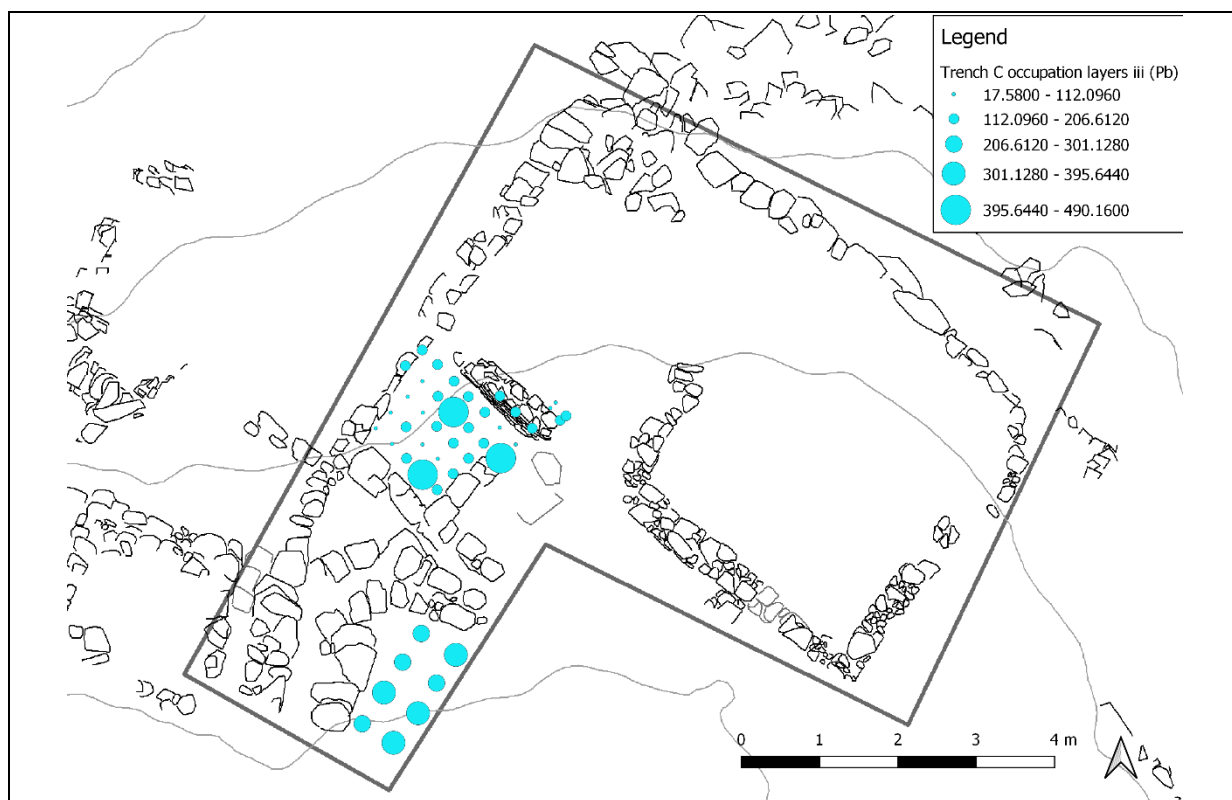 Legend
Trench C occupation layers iii (Pb)
17.5800 - 112.0960
112.0960 - 206.6120
206.6120 - 301.1280
301.1280 - 395.6440
395.6440 - 490.1600
0 1 2 3 4 m